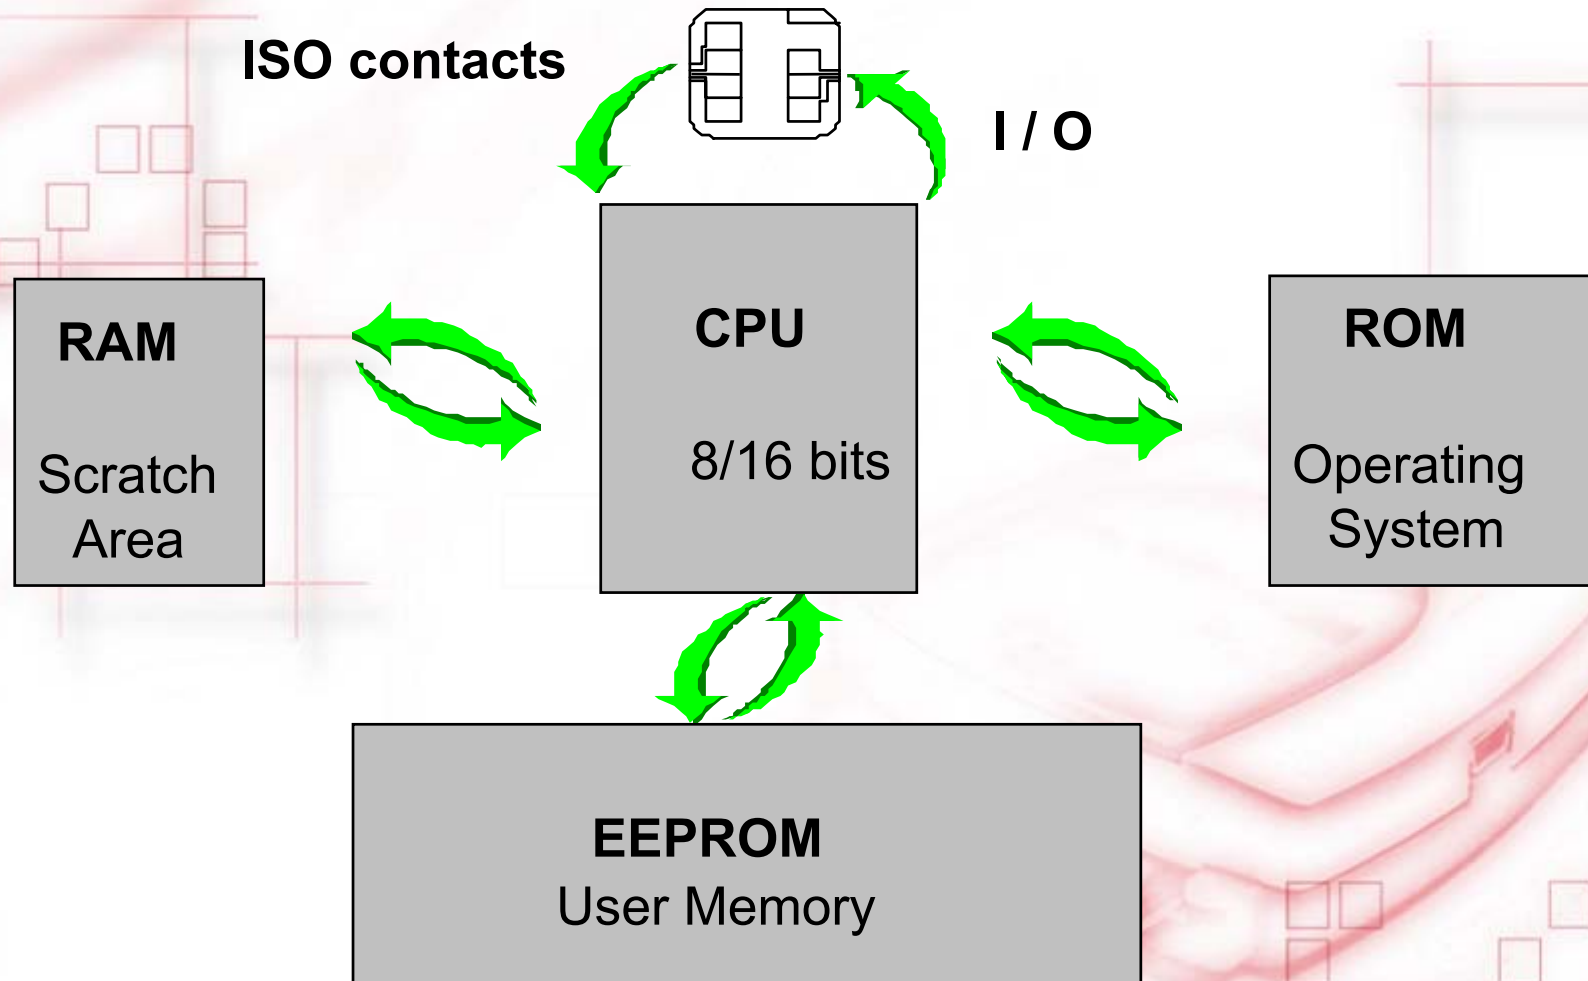 ISO contacts
I / O
RAM
Scratch
Area
CPU
8/16 bits
ROM
Operating
System
EEPROM
User Memory